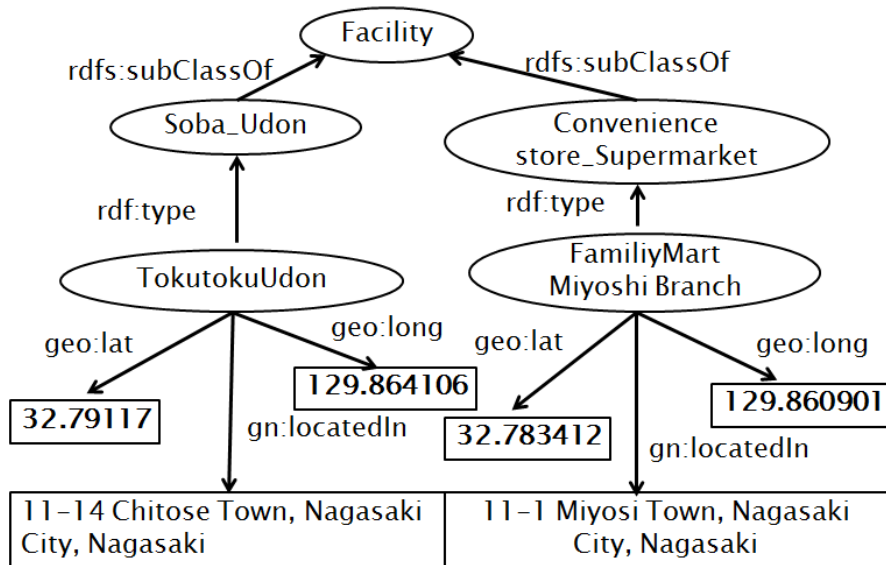 Facility
rdfs:subClassOf
rdfs:subClassOf
Soba_Udon
Convenience
store_Supermarket
rdf:type
rdf:type
TokutokuUdon
FamiliyMart
Miyoshi Branch
geo:lat
geo:long
geo:lat
geo:long
32.79117
129.864106
32.783412
129.860901
gn:locatedIn
gn:locatedIn
11-14 Chitose Town, Nagasaki
City, Nagasaki
11-1 Miyosi Town, Nagasaki
City, Nagasaki